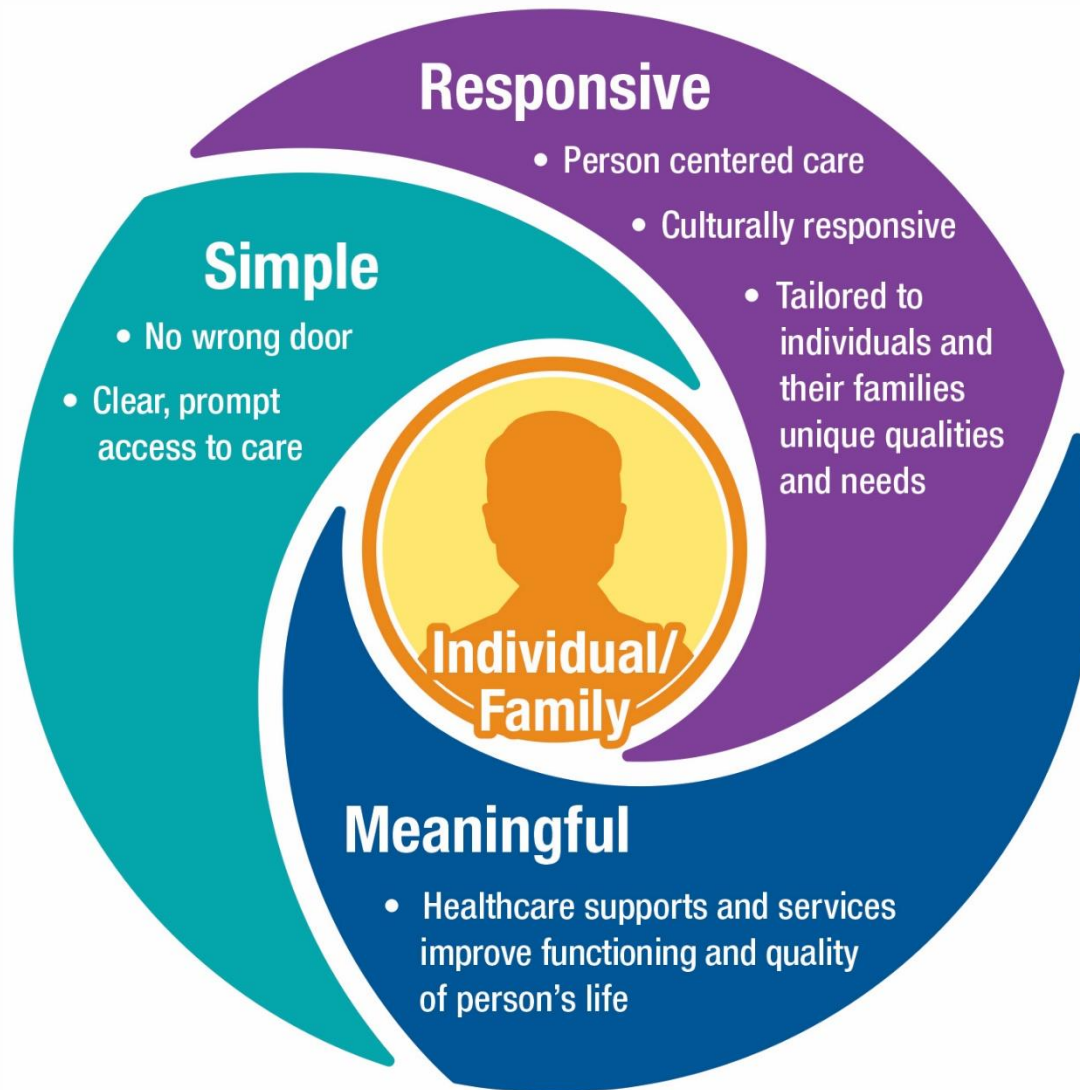 Responsive
• Person centered care
• Culturally responsive
• Tailored to
individuals and
their families
unique qualities
and needs
Simple
• No wrong door
• Clear, prompt
access to care
Individual/
Family
Meaningful
• Healthcare supports and services
improve functioning and quality
of person’s life